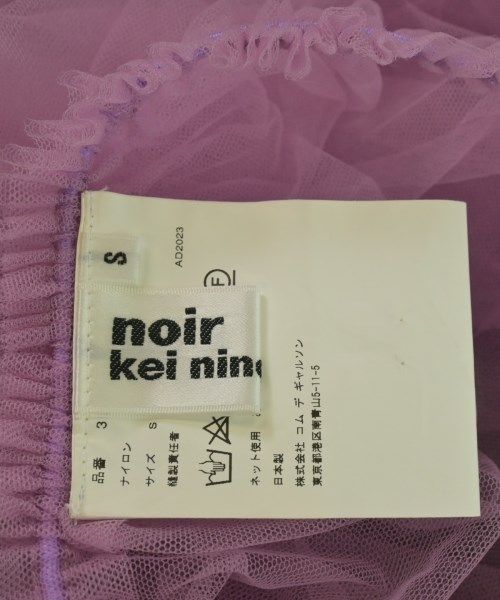 S
AD2023
noir
kei
品番 3
ナイロン
サイズ S
縫製責任者
F
ネット使用
日本製
株式会社 コム デ ギャルソン
東京都港区南青山5-11-5